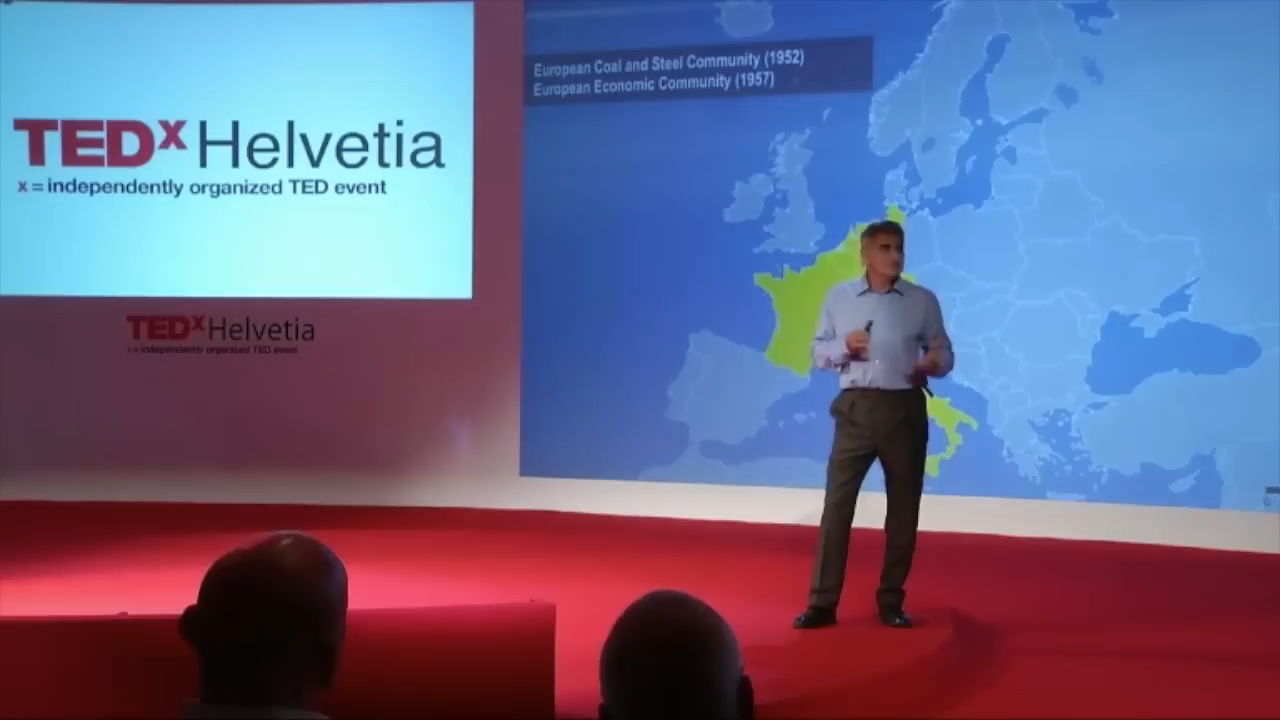 TEDx Helvetia
x = independently organized TED event
European Coal and Steel Community (1952)
European Economic Community (1957)
TEDx Helvetia
x = independently organized TED event